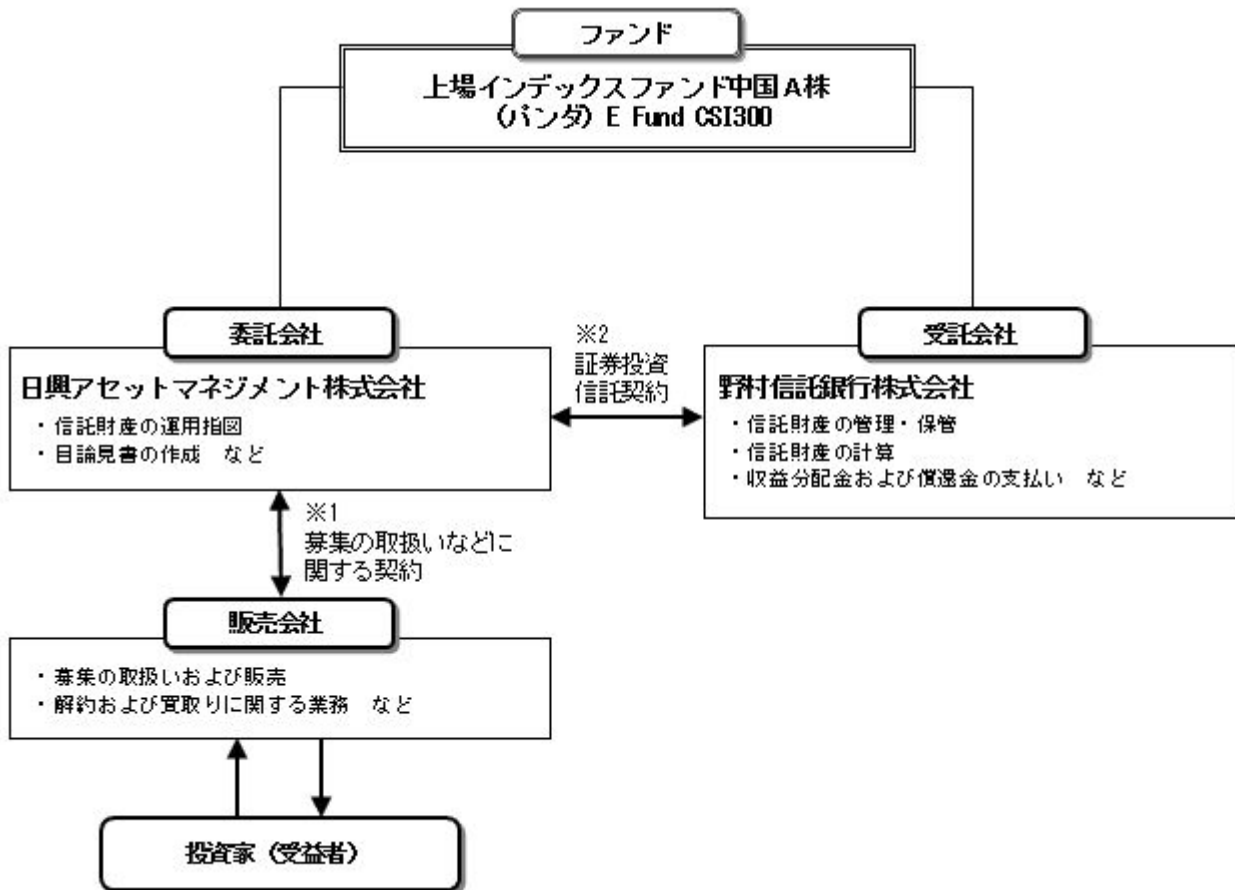 ファンド
上場インデックスファンド中国A株
(パンダ) E Fund CSI300
委託会社
日興アセットマネジメント株式会社
・信託財産の運用指図
・目論見書の作成 など
※2
証券投資
信託契約
受託会社
野村信託銀行株式会社
・信託財産の管理・保管
・信託財産の計算
・収益分配金および償還金の支払い など
※1
募集の取扱いなどに
関する契約
販売会社
・募集の取扱いおよび販売
・解約および買取りに関する業務 など
投資家(受益者)